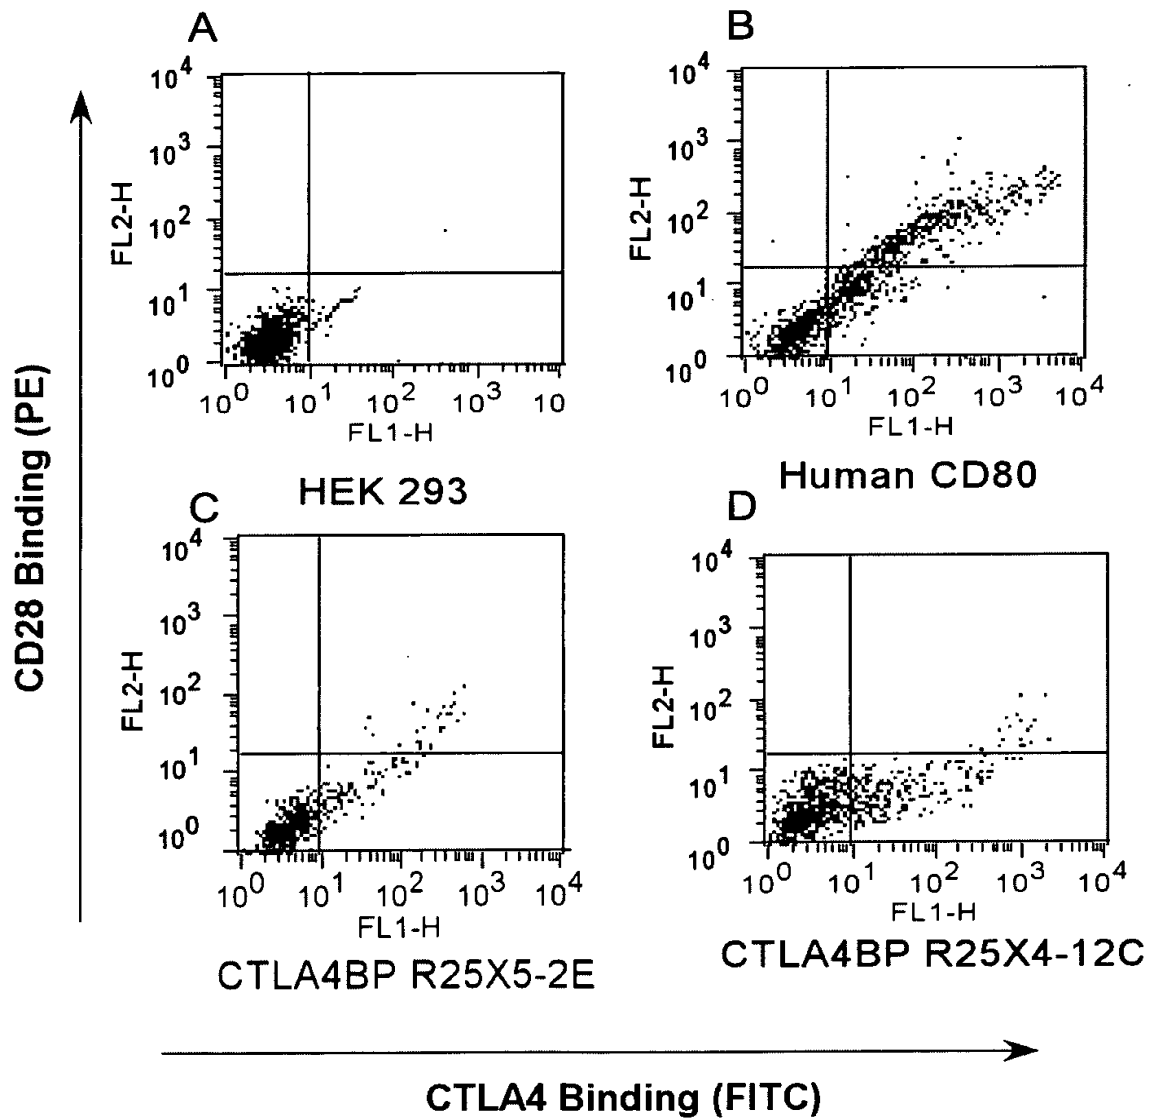 A
B
10⁴
10³
10²
10¹
10⁰
FL2-H
10⁰ 10¹ 10² 10³ 10
FL1-H
HEK 293
10⁴
10³
10²
10¹
10⁰
FL2-H
10⁰ 10¹ 10² 10³ 10⁴
FL1-H
Human CD80
C
D
10⁴
10³
10²
10¹
10⁰
FL2-H
10⁰ 10¹ 10² 10³ 10⁴
FL1-H
CTLA4BP R25X5-2E
10⁴
10³
10²
10¹
10⁰
FL2-H
10⁰ 10¹ 10² 10³ 10⁴
FL1-H
CTLA4BP R25X4-12C
CD28 Binding (PE)
CTLA4 Binding (FITC)